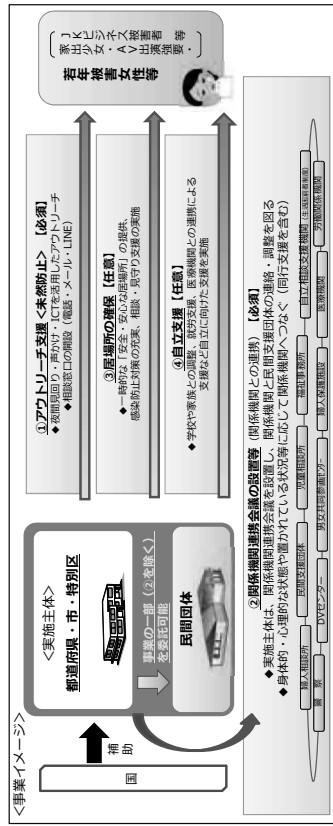 <事業イメージ>
国
補助
<実施主体>
都道府県・市・特別区
事業の一部(②を除く)
を委託可能
民間団体
①アウトリーチ支援<未然防止> (必須)
◆夜間見回り・声かけ・ICTを活用したアウトリーチ
◆相談窓口の開設(電話・メール・LINE)
③居場所の確保【任意】
◆一時的な「安全・安心な居場所」の提供、
感染防止対策の充実、相談・見守り支援の実施
④自立支援【任意】
◆学校や家族との調整、就労支援、医療機関との連携による
支援など自立に向けた支援を実施
JKビジネス被害者 等
家出少女・AV出演強要・
若年被害女性等
②関係機関連携会議の設置等 (関係機関との連携) 【必須】
◆実施主体は、関係機関連携会議を設置し、関係機関と民間支援団体の連絡・調整を図る
◆身体的・心理的な状態や置かれている状況等に応じて関係機関へつなぐ(同行支援を含む)
婦人相談所
民間支援団体
児童相談所
福祉事務所
自立相談支援機関(生活困窮者制度)
警察
DVセンター
男女共同参画センター
婦人保護施設
医療機関
労働関係機関